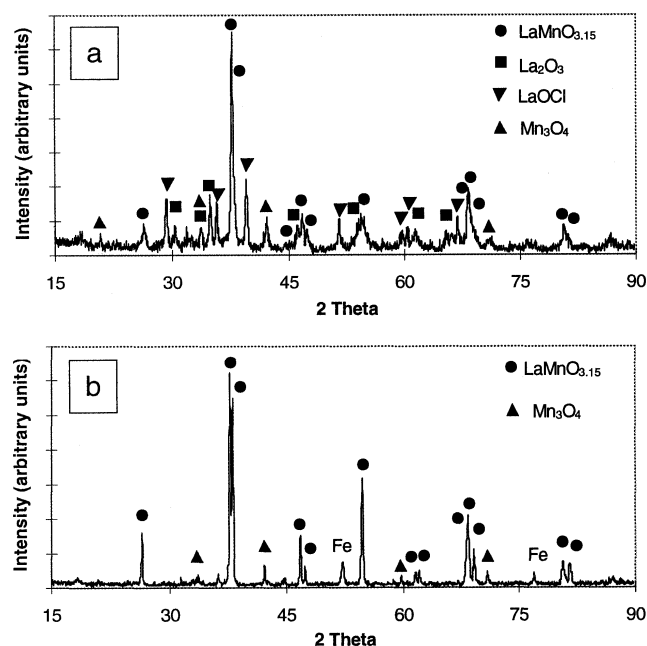 a
LaMnO3.15
La2O3
LaOCl
Mn3O4
Intensity (arbitrary units)
15 30 45 60 75 90
2 Theta
b
LaMnO3.15
Mn3O4
Fe
Fe
Intensity (arbitrary units)
15 30 45 60 75 90
2 Theta